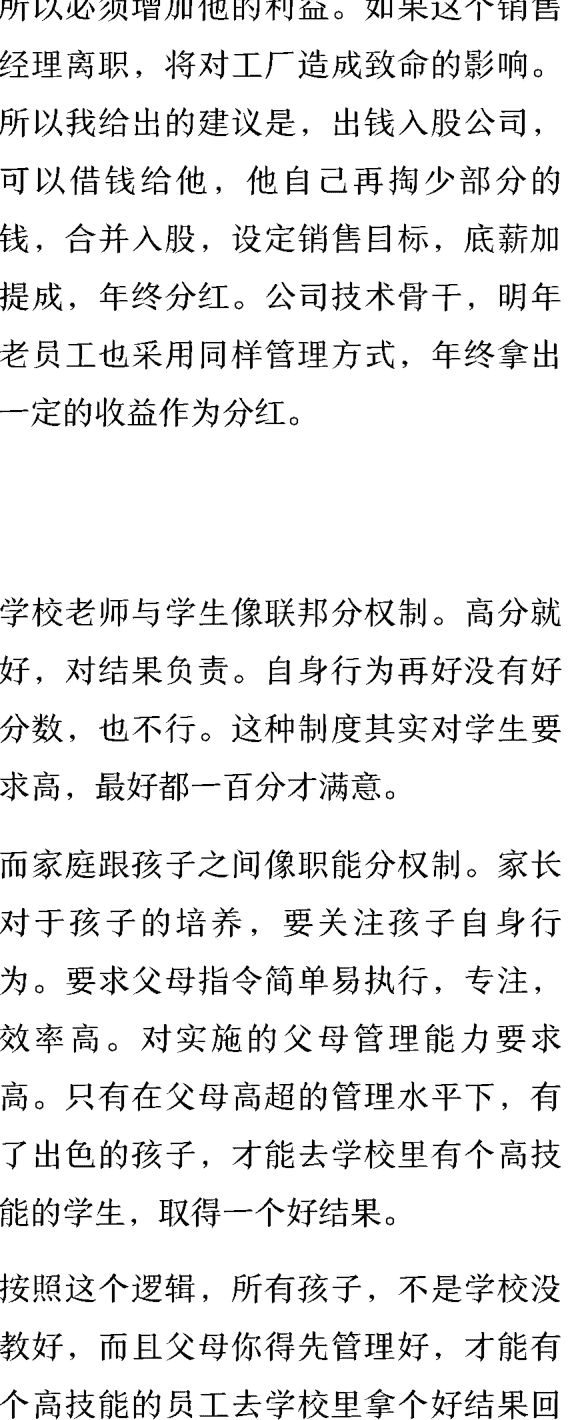 所以必须增加他的利益。如果这个销售
经理离职，将对工厂造成致命的影响。
所以我给出的建议是，出钱入股公司，
可以借钱给他，他自己再掏少部分的
钱，合并入股，设定销售目标，底薪加
提成，年终分红。公司技术骨干，明年
老员工也采用同样管理方式，年终拿出
一定的收益作为分红。
学校老师与学生像联邦分权制。高分就
好，对结果负责。自身行为再好没有好
分数，也不行。这种制度其实对学生要
求高，最好都一百分才满意。
而家庭跟孩子之间像职能分权制。家长
对于孩子的培养，要关注孩子自身行
为。要求父母指令简单易执行，专注，
效率高。对实施的父母管理能力要求
高。只有在父母高超的管理水平下，有
了出色的孩子，才能去学校里有个高技
能的学生，取得一个好结果。
按照这个逻辑，所有孩子，不是学校没
教好，而且父母你得先管理好，才能有
个高技能的员工去学校里拿个好结果回